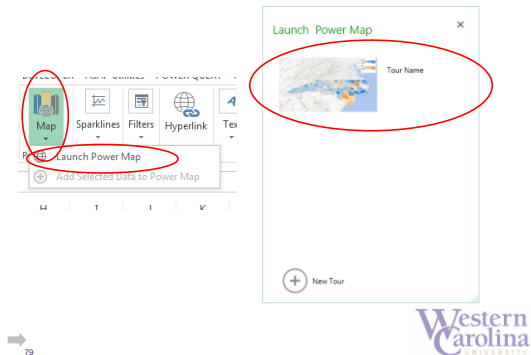 Launch Power Map
Tour Name
Map
Sparklines
Filters
Hyperlink
Tex
Launch Power Map
Add Selected Data to Power Map
H I J K
New Tour
Western
Carolina
UNIVERSITY
79